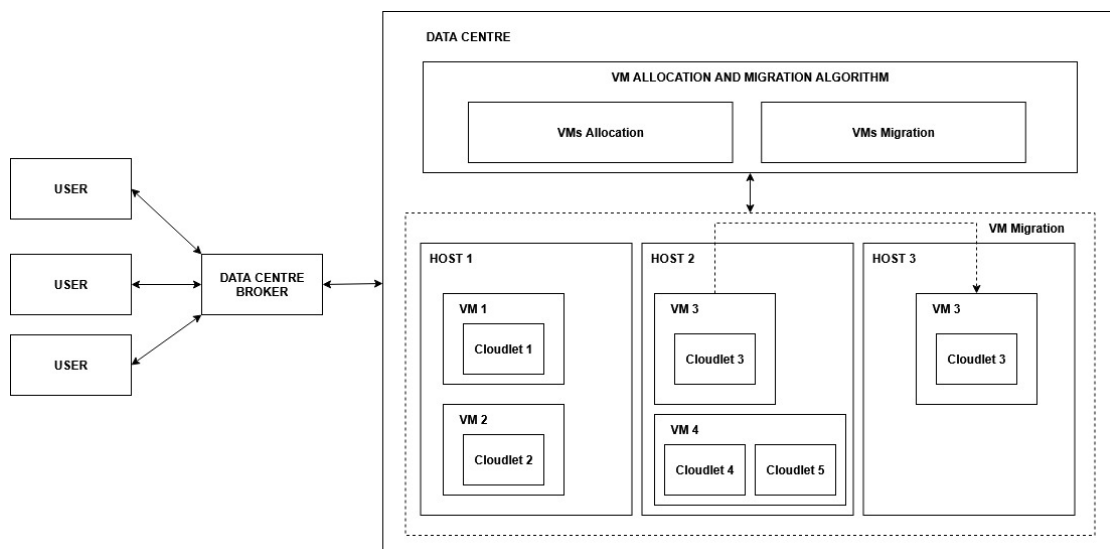 DATA CENTRE
VM ALLOCATION AND MIGRATION ALGORITHM
VMs Allocation
VMs Migration
USER
USER
USER
DATA CENTRE
BROKER
VM Migration
HOST 1
VM 1
Cloudlet 1
VM 2
Cloudlet 2
HOST 2
VM 3
Cloudlet 3
VM 4
Cloudlet 4
Cloudlet 5
HOST 3
VM 3
Cloudlet 3